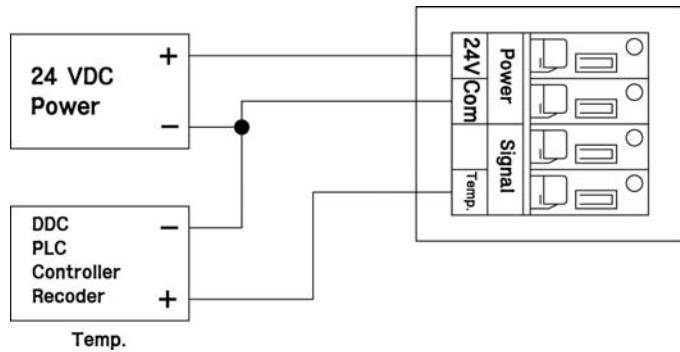 24 VDC
Power
+
−
DDC
PLC
Controller
Recoder
−
+
Temp.
24V
Com
Power
Signal
Temp.